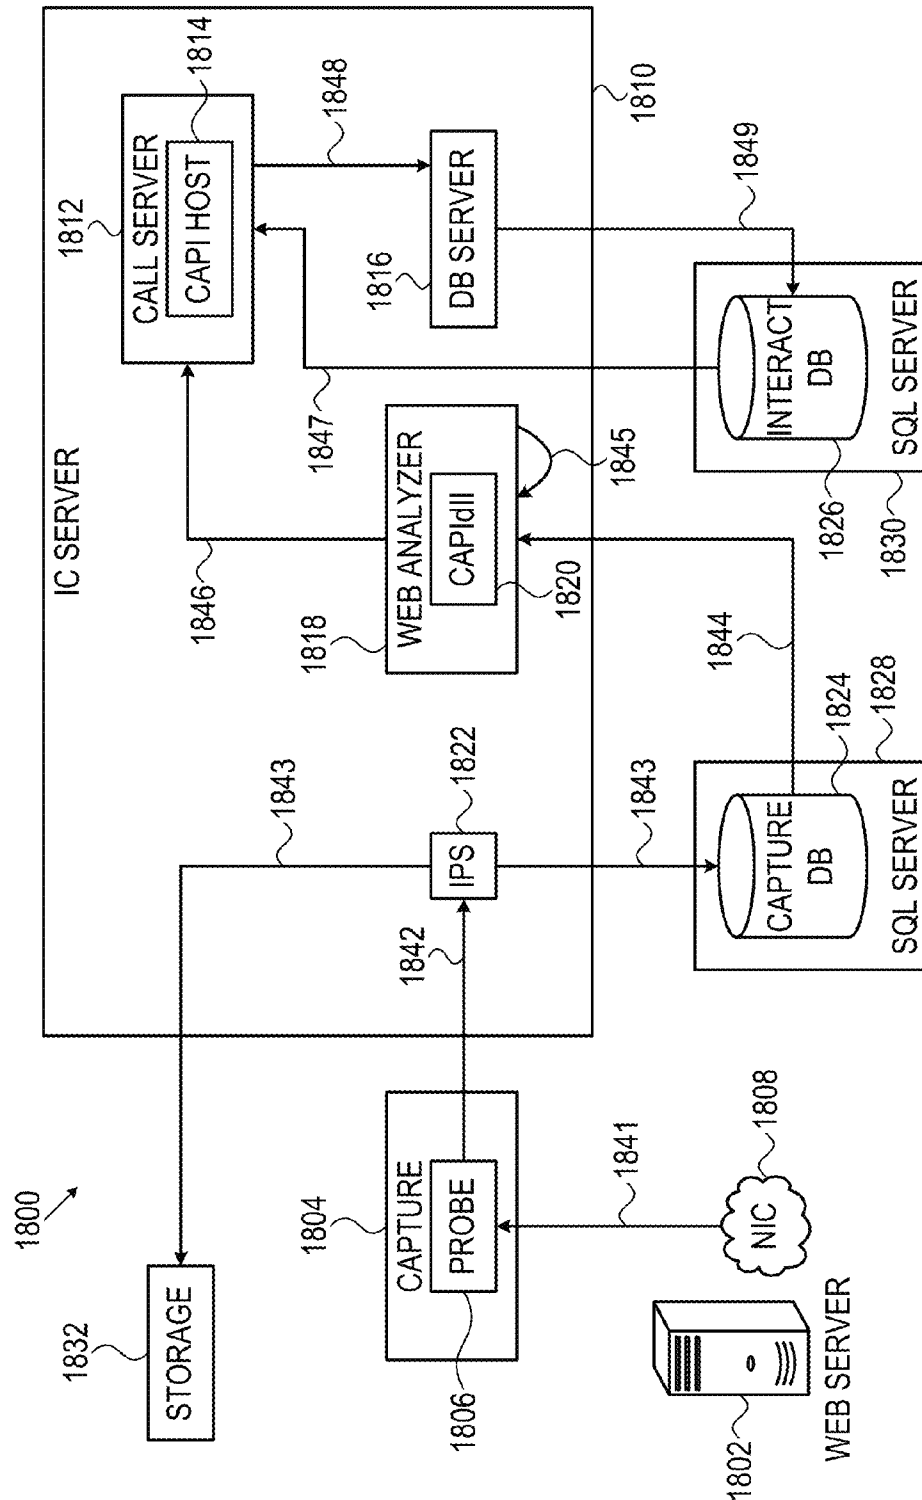 1800
IC SERVER
STORAGE
1832
1843
1846
1812
CALL SERVER
CAPI HOST
1814
1848
1804
CAPTURE
PROBE
1806
1842
IPS
1822
1818
WEB ANALYZER
CAPIdll
1820
1845
1847
1816
DB SERVER
1810
1841
1843
1844
1849
1802
WEB SERVER
NIC
1808
CAPTURE
DB
SQL SERVER
1824
1828
INTERACT
DB
SQL SERVER
1826
1830